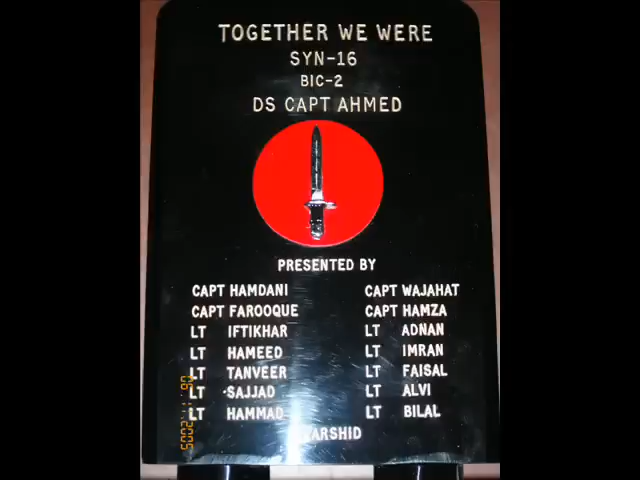 TOGETHER WE WERE
SYN-16
BIC-2
DS CAPT AHMED
PRESENTED BY
CAPT HAMDANI CAPT WAJAHAT
CAPT FAROOQUE CAPT HAMZA
LT IFTIKHAR LT ADNAN
LT HAMEED LT IMRAN
LT TANVEER LT FAISAL
LT SAJJAD LT ALVI
LT HAMMAD LT BILAL